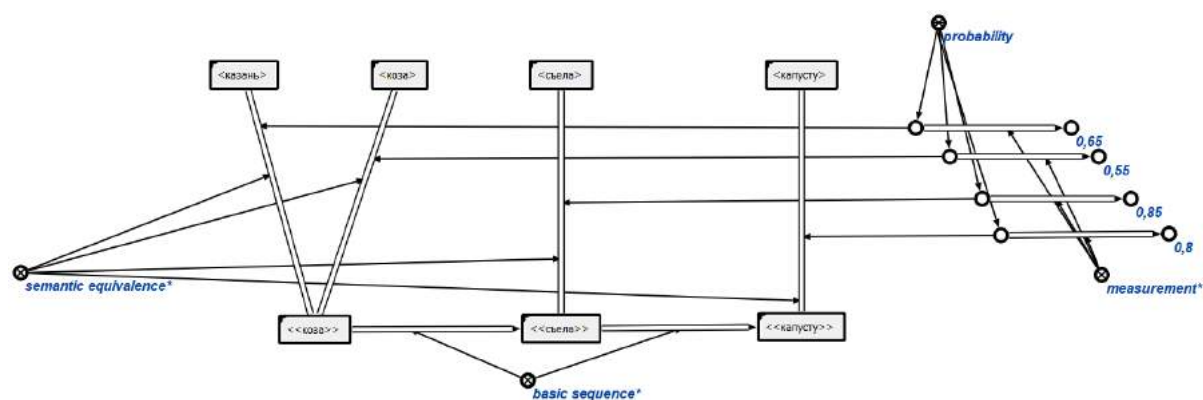 probability
<казань>
<коза>
<съела>
<капусту>
0,65
0,55
0,85
0,8
semantic equivalence*
measurement*
<<коза>>
<<съела>>
<<капусту>>
basic sequence*